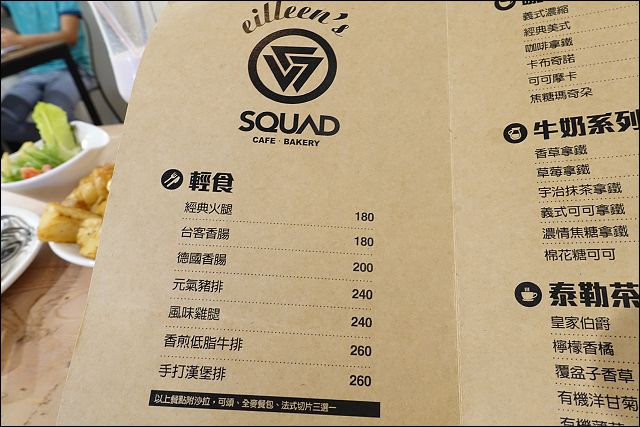 eilleen's
SQUAD
CAFE · BAKERY
輕食
經典火腿 180
台客香腸 180
德國香腸 200
元氣豬排 240
風味雞腿 240
香煎低脂牛排 260
手打漢堡排 260
以上餐點附沙拉，可頌、全麥餐包、法式切片三選一
義式濃縮
經典美式
咖啡拿鐵
卡布奇諾
可可摩卡
焦糖瑪奇朵
牛奶系列
香草拿鐵
草莓拿鐵
宇治抹茶拿鐵
義式可可拿鐵
濃情焦糖拿鐵
棉花糖可可
泰勒茶
皇家伯爵
檸檬香橘
覆盆子香草
有機洋甘菊